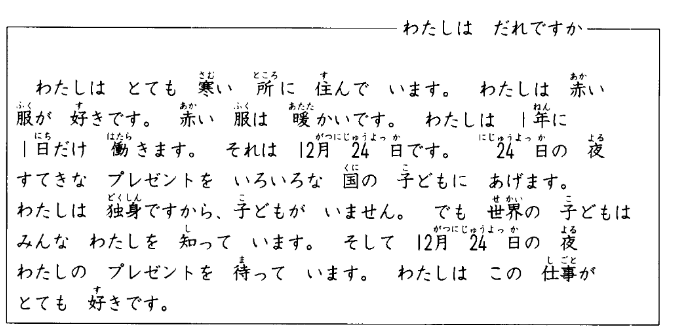 わたしは だれですか
わたしは とても 寒い 所に 住んで います。 わたしは 赤い
服が 好きです。 赤い 服は 暖かいです。 わたしは 1年に
1日だけ 働きます。 それは 12月 24日です。 24日の 夜
すてきな プレゼントを いろいろな 国の 子どもに あげます。
わたしは 独身ですから、子どもが いません。 でも 世界の 子どもは
みんな わたしを 知って います。 そして 12月 24日の 夜
わたしの プレゼントを 待って います。 わたしは この 仕事が
とても 好きです。